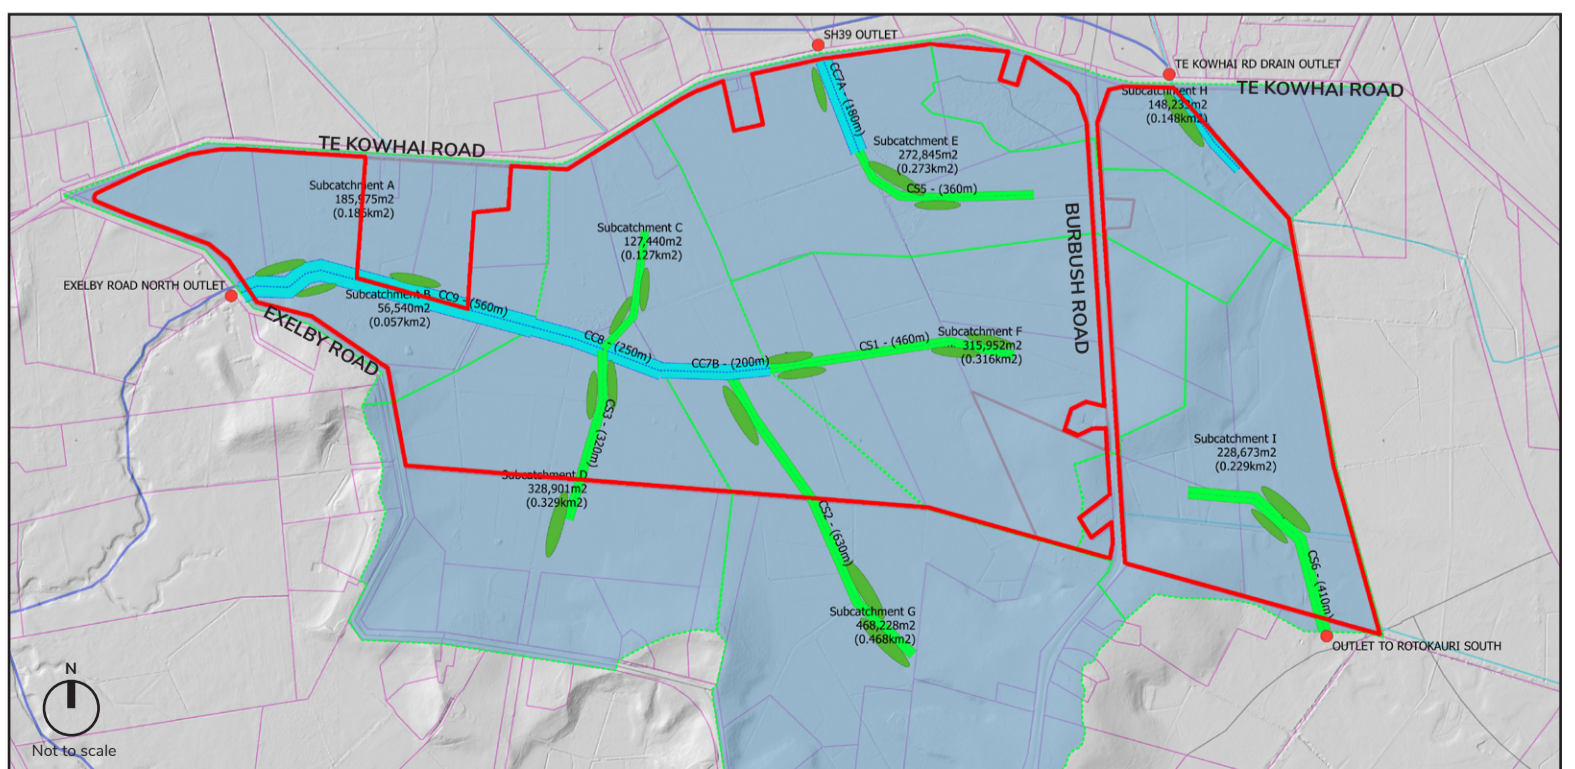 SH39 OUTLET
TE KOWHAI RD DRAIN OUTLET
TE KOWHAI ROAD
Subcatchment H
148,233m2
(0.148km2)
CC7A - (180m)
TE KOWHAI ROAD
Subcatchment E
272,845m2
(0.273km2)
CS5 - (360m)
Subcatchment A
185,975m2
(0.186km2)
BURBUSH ROAD
Subcatchment C
127,440m2
(0.127km2)
EXELBY ROAD NORTH OUTLET
Subcatchment B
56,540m2
(0.057km2)
CC9 - (560m)
EXELBY ROAD
CC8 - (250m)
CC7B - (200m)
CS1 - (460m)
Subcatchment F
315,952m2
(0.316km2)
CS3 - (320m)
Subcatchment I
228,673m2
(0.229km2)
Subcatchment D
328,901m2
(0.329km2)
CS2 - (630m)
CS6 - (410m)
Subcatchment G
468,228m2
(0.468km2)
OUTLET TO ROTOKAURI SOUTH
N
Not to scale